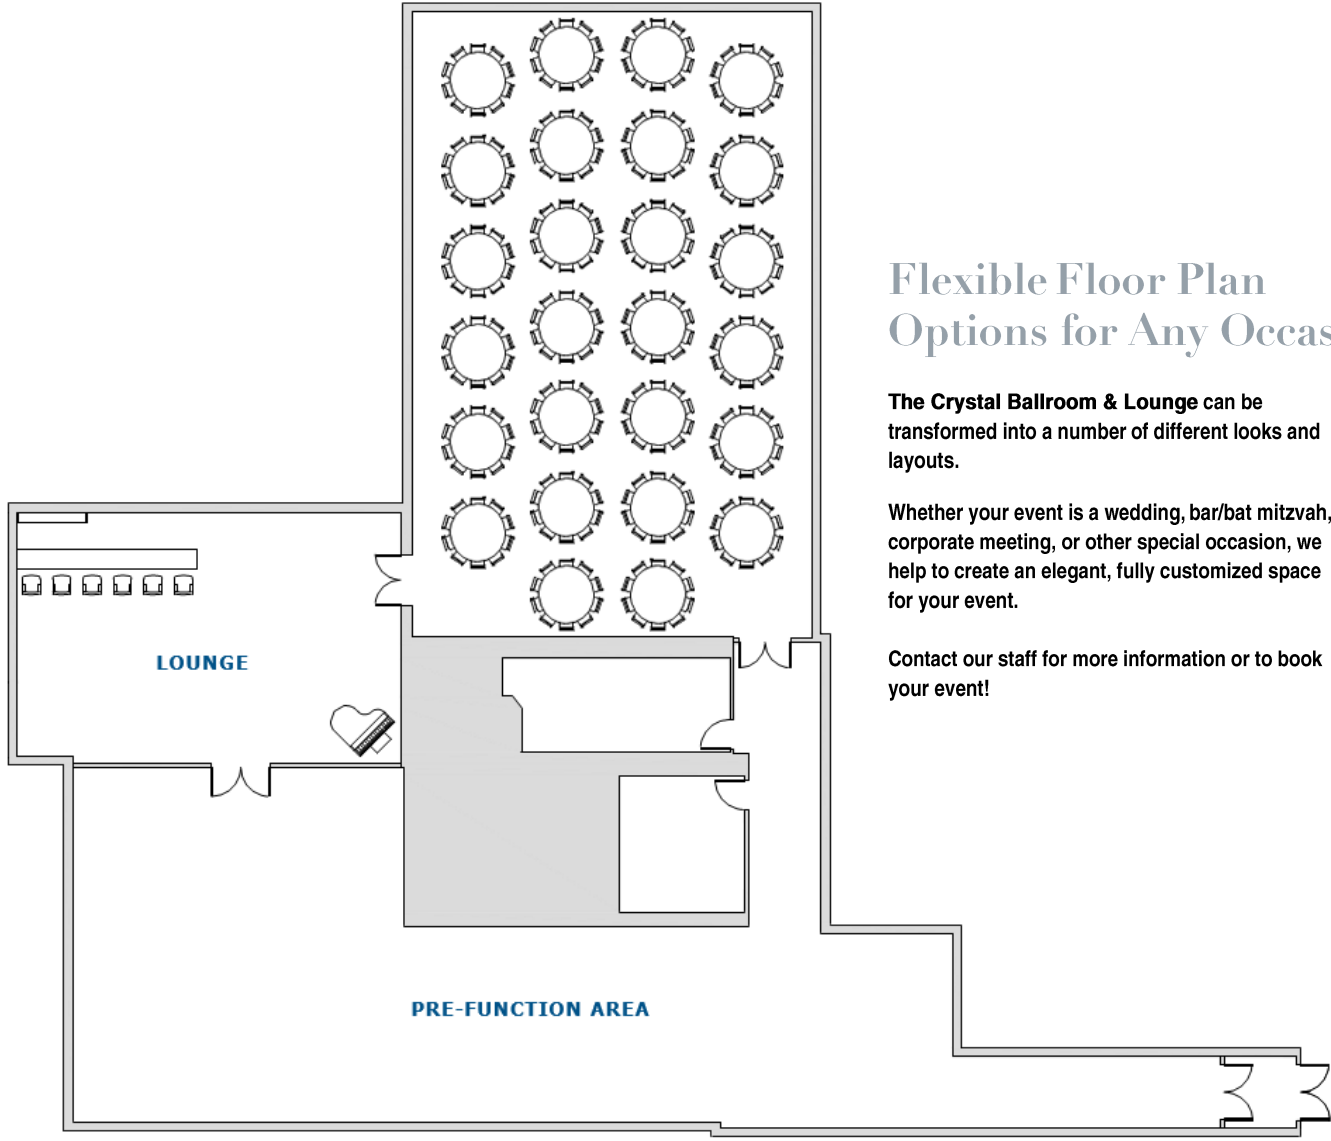 Flexible Floor Plan
Options for Any Occas
The Crystal Ballroom & Lounge can be
transformed into a number of different looks and
layouts.
Whether your event is a wedding, bar/bat mitzvah,
corporate meeting, or other special occasion, we
help to create an elegant, fully customized space
for your event.
Contact our staff for more information or to book
your event!
LOUNGE
PRE-FUNCTION AREA